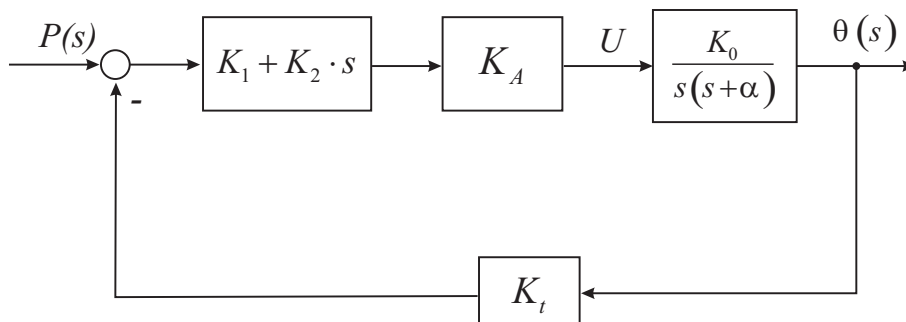 P(s)
-
K₁ + K₂ · s
K_A
U
K₀
s(s+α)
θ(s)
K_t